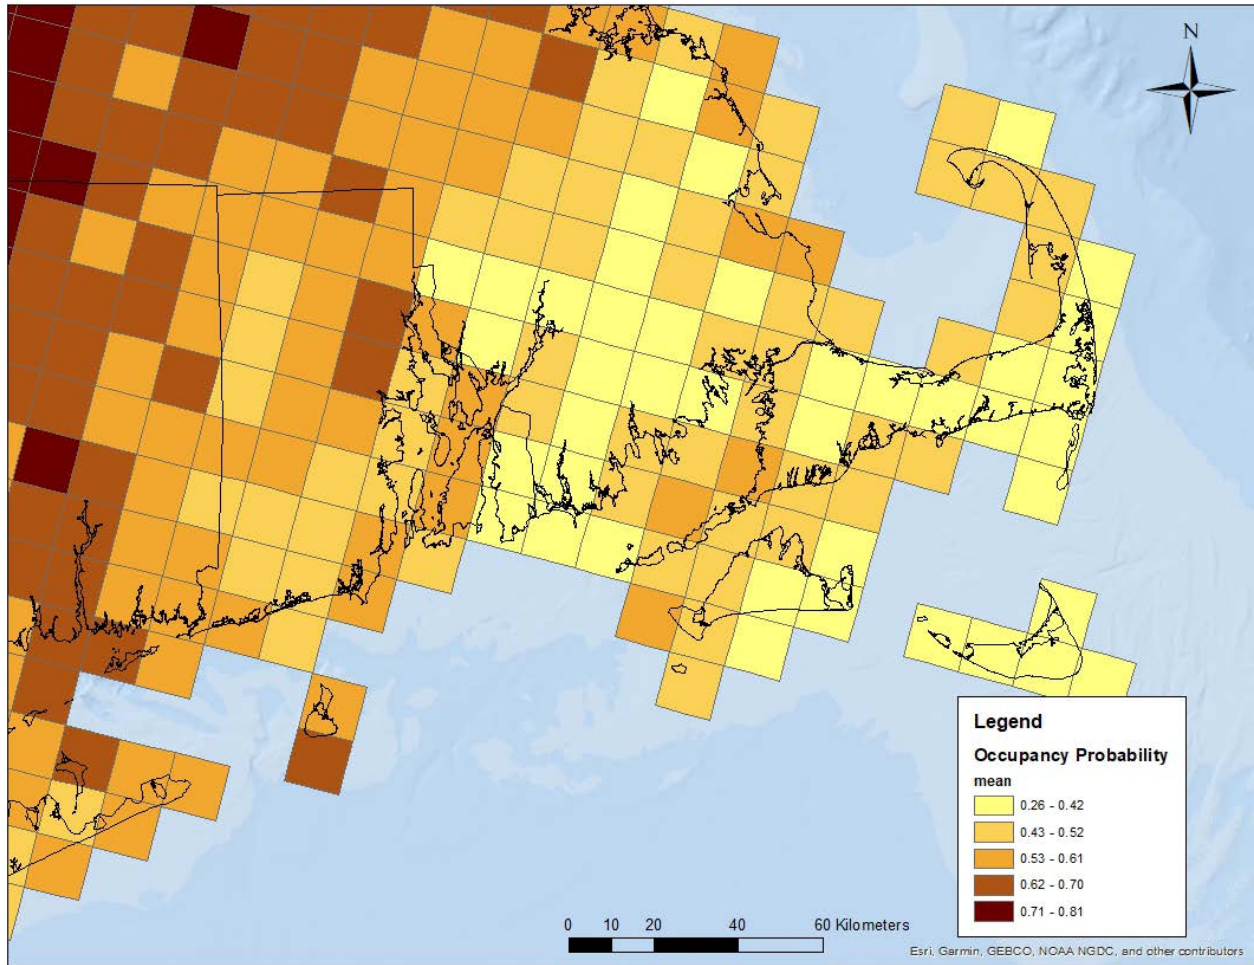 N
Legend
Occupancy Probability
mean
0.26 - 0.42
0.43 - 0.52
0.53 - 0.61
0.62 - 0.70
0.71 - 0.81
0 10 20 40 60 Kilometers
Esri, Garmin, GEBCO, NOAA NGDC, and other contributors